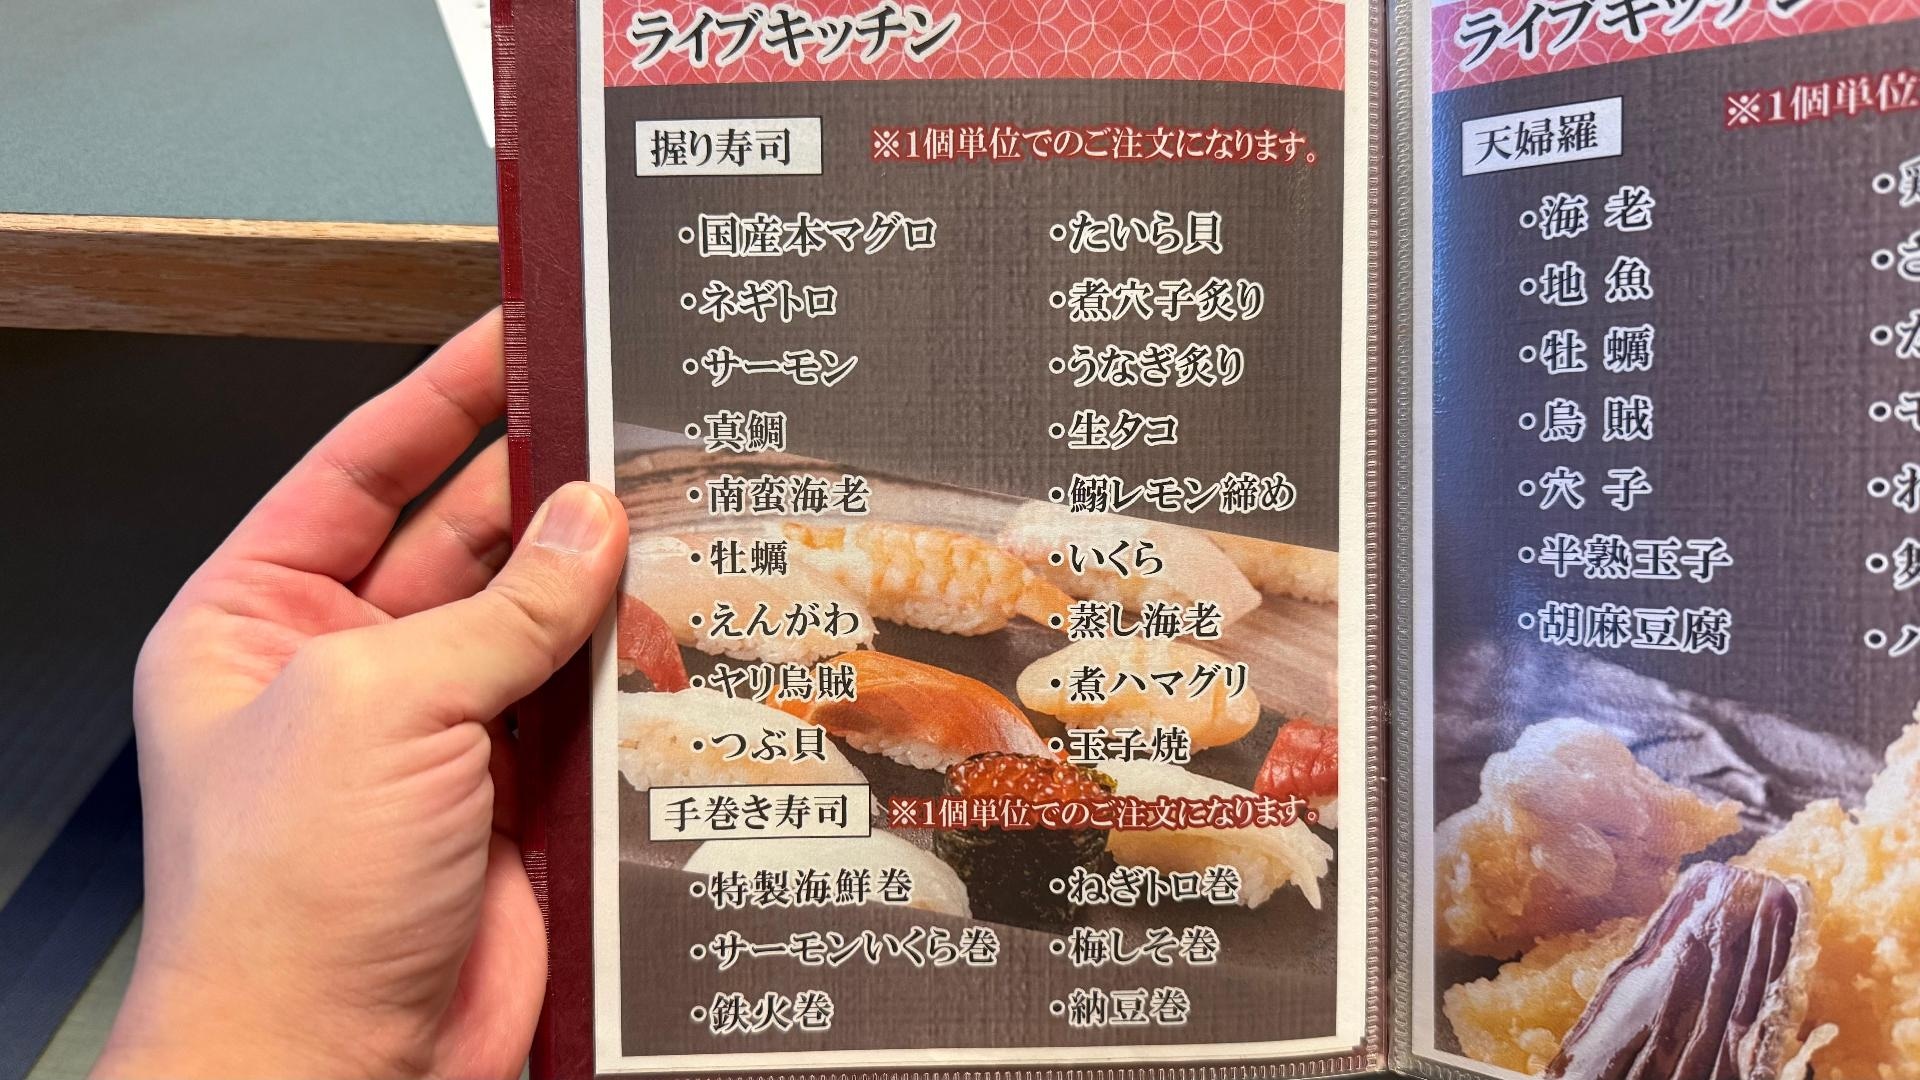 ライブキッチン
握り寿司 ※1個単位でのご注文になります。
・国産本マグロ
・ネギトロ
・サーモン
・真鯛
・南蛮海老
・牡蠣
・えんがわ
・ヤリ烏賊
・つぶ貝
・たいら貝
・煮穴子炙り
・うなぎ炙り
・生タコ
・鰯レモン締め
・いくら
・蒸し海老
・煮ハマグリ
・玉子焼
手巻き寿司 ※1個単位でのご注文になります。
・特製海鮮巻
・サーモンいくら巻
・鉄火巻
・ねぎトロ巻
・梅しそ巻
・納豆巻
ライブキッチン
天婦羅 ※1個単位
・海老
・地魚
・牡蠣
・烏賊
・穴子
・半熟玉子
・胡麻豆腐